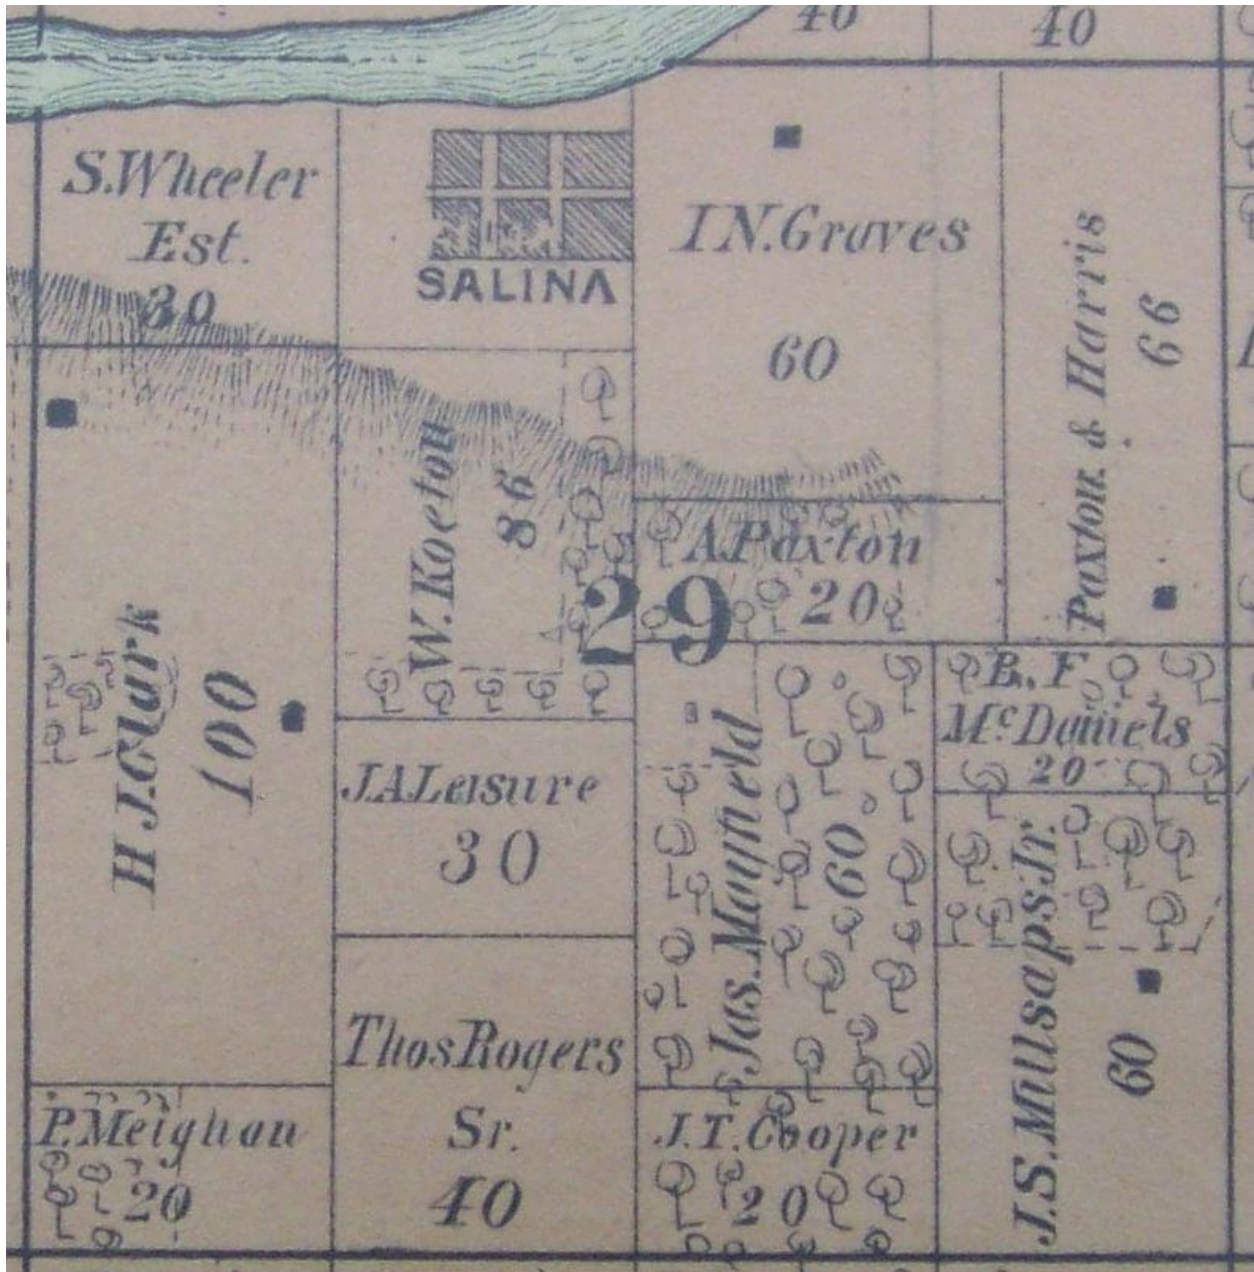 40
40
S.Wheeler
Est.
30
SALINA
I N.Graves
60
Paxton & Harris
66
W.Koeton
86
A.Paxton
20
29
H J.Clark
100
J.A.Leisure
30
Jas.Mayfield
60
B.F.
McDaniels
20
J.S.Millsaps Jr.
60
Thos Rogers
Sr.
40
P.Meighan
20
J.T.Cooper
20